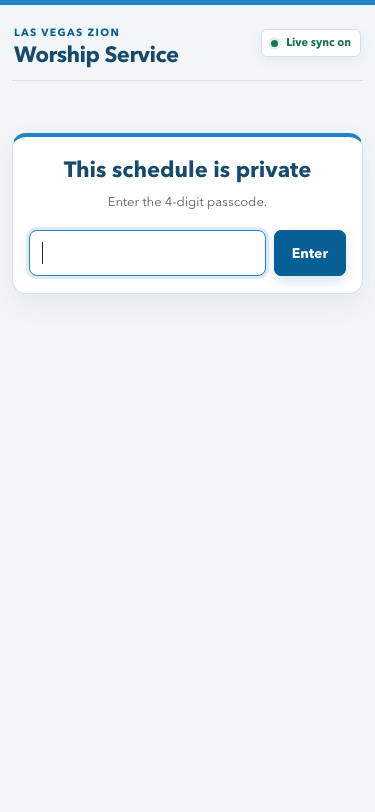 LAS VEGAS ZION
Worship Service
Live sync on
This schedule is private
Enter the 4-digit passcode.
Enter